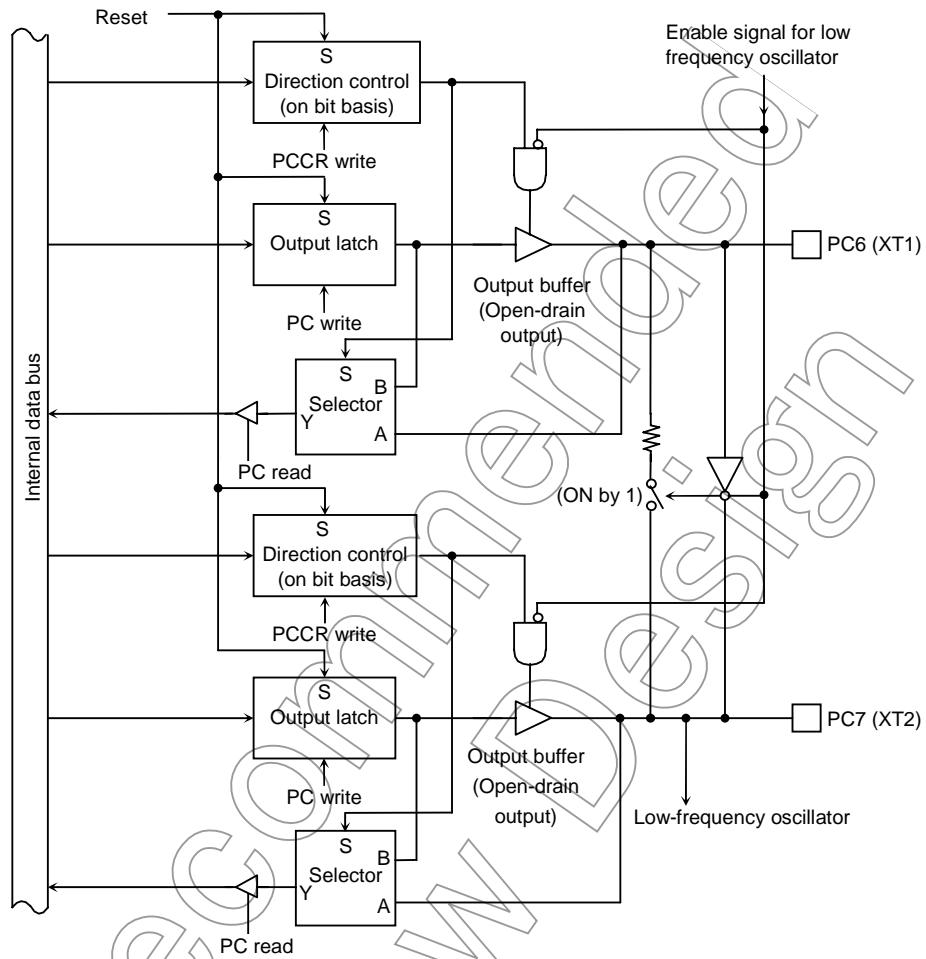 Reset
Enable signal for low
frequency oscillator
S
Direction control
(on bit basis)
PCCR write
S
Output latch
PC6 (XT1)
Output buffer
(Open-drain
output)
PC write
S
B
Selector
Y
A
PC read
Internal data bus
(ON by 1)
S
Direction control
(on bit basis)
PCCR write
S
Output latch
PC7 (XT2)
Output buffer
(Open-drain
output)
PC write
Low-frequency oscillator
S
B
Selector
Y
A
PC read
ecommended
w Design